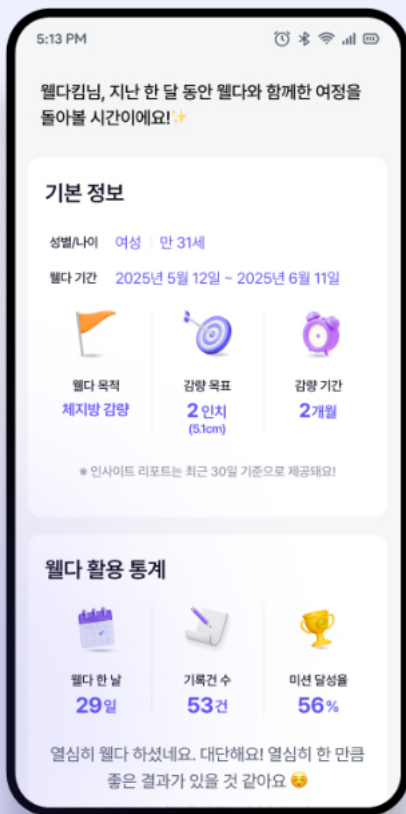 5:13 PM
웰다킴님, 지난 한 달 동안 웰다와 함께한 여정을
돌아볼 시간이에요!✨
기본 정보
성별/나이 여성 | 만 31세
웰다 기간 2025년 5월 12일 ~ 2025년 6월 11일
웰다 목적 감량 목표 감량 기간
체지방 감량 2 인치 2개월
(5.1cm)
※ 인사이트 리포트는 최근 30일 기준으로 제공돼요!
웰다 활용 통계
웰다 한 날 기록건 수 미션 달성율
29일 53건 56%
열심히 웰다 하셨네요. 대단해요! 열심히 한 만큼
좋은 결과가 있을 것 같아요 😊